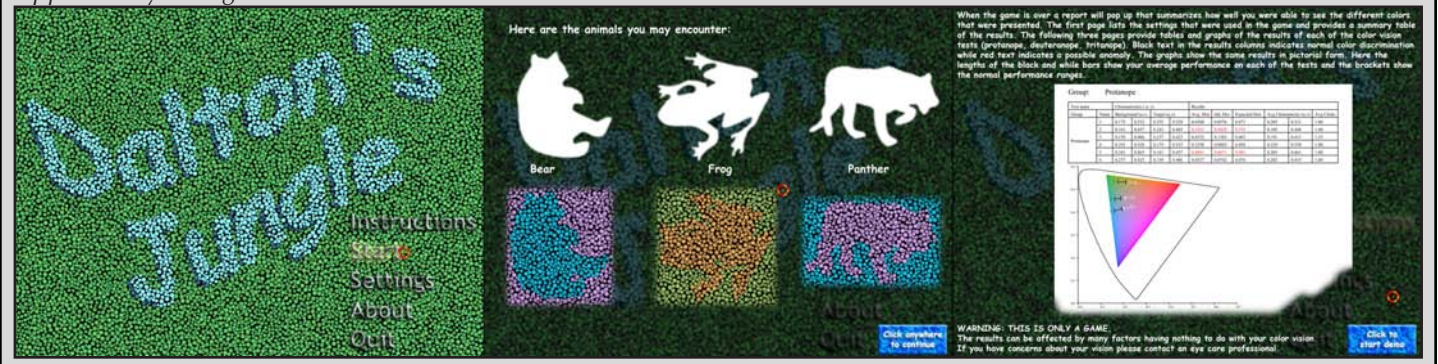 Dalton's
Jungle
Instructions
Start
Settings
About
Quit
Here are the animals you may encounter:
Bear
Frog
Panther
About
Quit
Click anywhere
to continue
When the game is over a report will pop up that summarizes how well you were able to see the different colors
that were presented. The first page lists the settings that were used in the game and provides a summary table
of the results. The following three pages provide tables and graphs of the results of each of the color vision
tests (protanope, deuteranope, tritanope). Black text in the results columns indicates normal color discrimination
while red text indicates a possible anomaly. The graphs show the same results in pictorial form. Here the
lengths of the black and while bars show your average performance on each of the tests and the brackets show
the normal performance ranges.
Group: Protanope
Results
Protanope
WARNING: THIS IS ONLY A GAME.
The results can be affected by many factors having nothing to do with your color vision.
If you have concerns about your vision please contact an eye care professional.
Click to
start demo